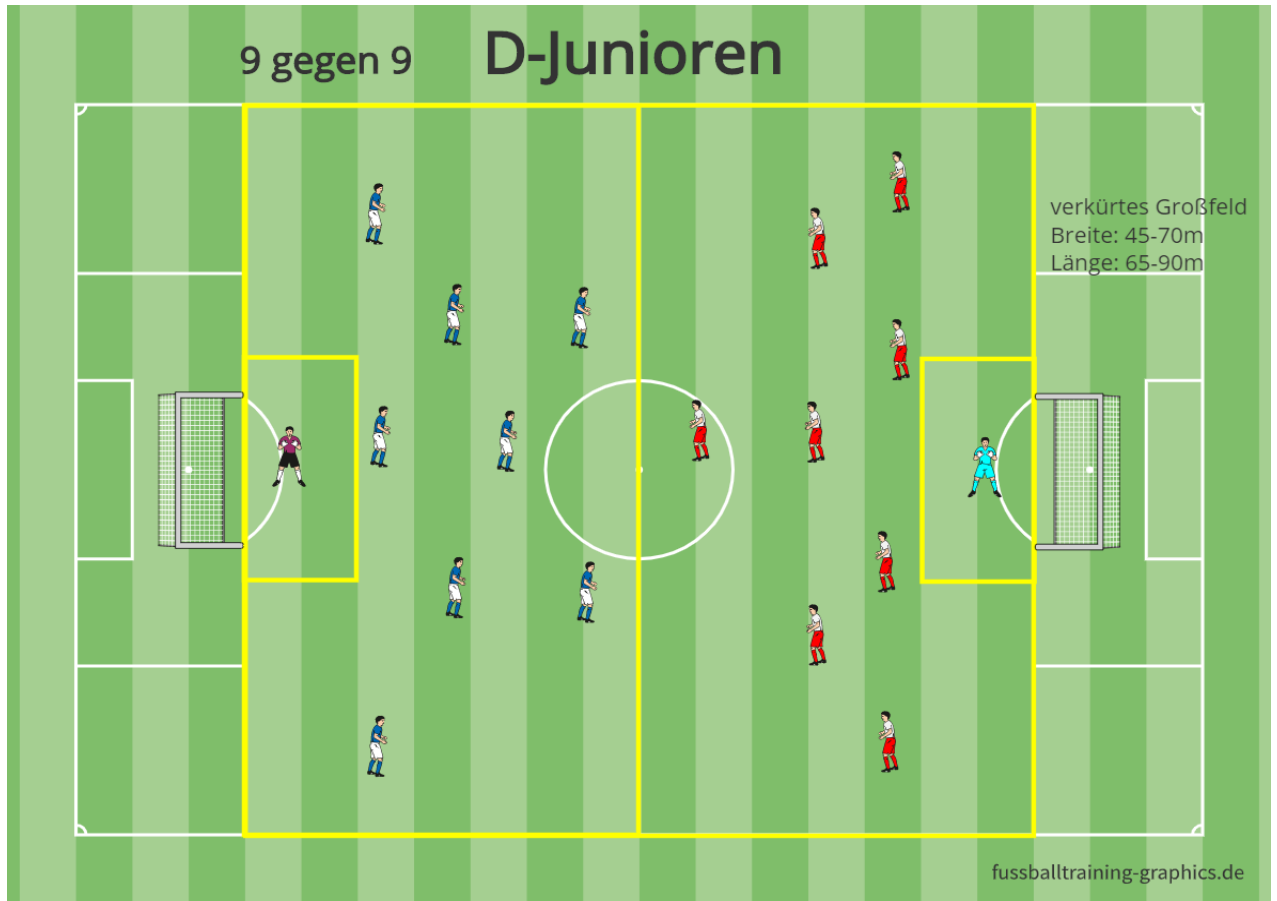 9 gegen 9 D-Junioren
verkürtes Großfeld
Breite: 45-70m
Länge: 65-90m
fussballtraining-graphics.de